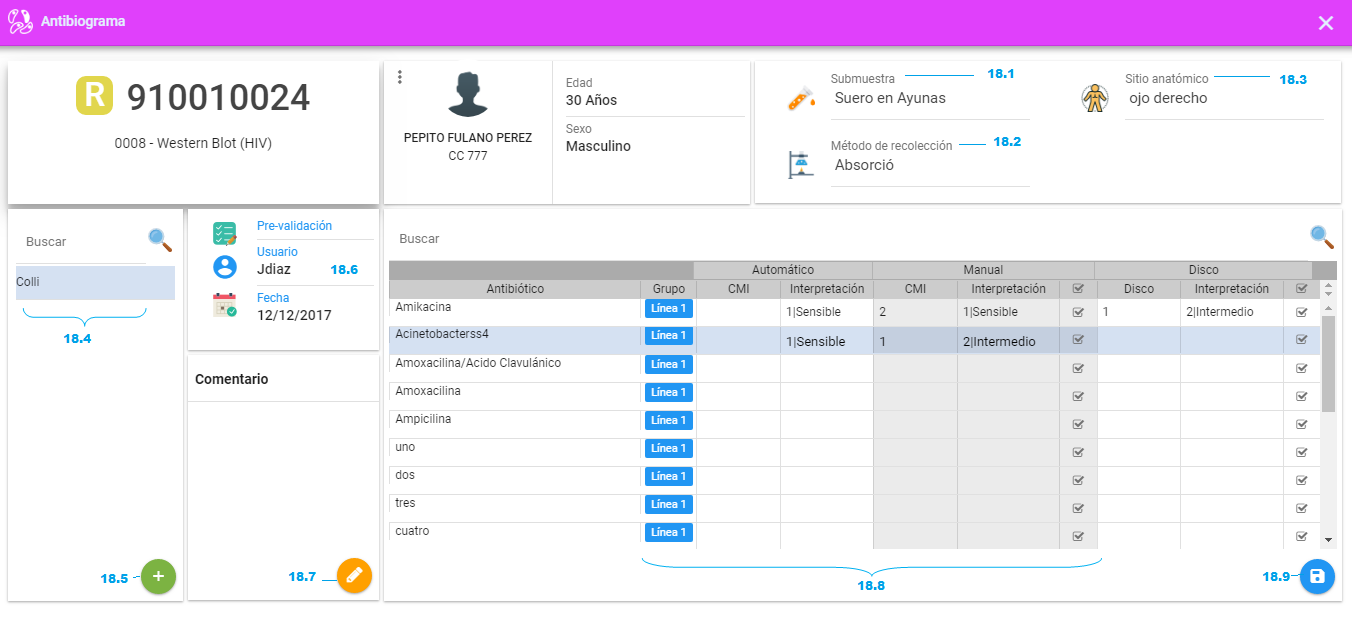 Antibiograma
R 910010024
0008 - Western Blot (HIV)
PEPITO FULANO PEREZ
CC 777
Edad
30 Años
Sexo
Masculino
Submuestra 18.1
Suero en Ayunas
Sitio anatómico 18.3
ojo derecho
Método de recolección 18.2
Absorció
Buscar
Colli
18.4
18.5
Pre-validación
Usuario
Jdiaz 18.6
Fecha
12/12/2017
Comentario
18.7
Buscar
Automático Manual Disco
Antibiótico Grupo CMI Interpretación CMI Interpretación Disco Interpretación
Amikacina Línea 1 1|Sensible 2 1|Sensible 1 2|Intermedio
Acinetobacterss4 Línea 1 1|Sensible 1 2|Intermedio
Amoxacilina/Acido Clavulánico Línea 1
Amoxacilina Línea 1
Ampicilina Línea 1
uno Línea 1
dos Línea 1
tres Línea 1
cuatro Línea 1
18.8
18.9